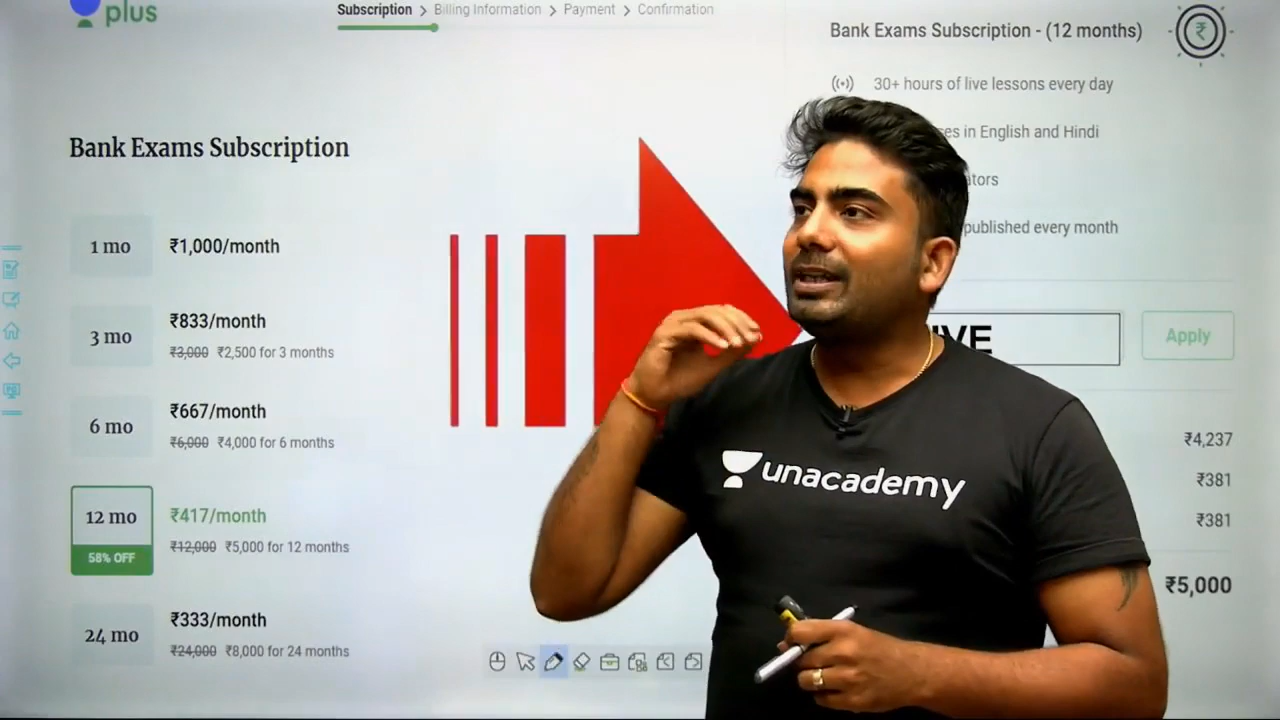 plus
Subscription > Billing Information > Payment > Confirmation
Bank Exams Subscription
1 mo ₹1,000/month
3 mo ₹833/month
₹3,000 ₹2,500 for 3 months
6 mo ₹667/month
₹6,000 ₹4,000 for 6 months
12 mo ₹417/month
58% OFF ₹12,000 ₹5,000 for 12 months
24 mo ₹333/month
₹24,000 ₹8,000 for 24 months
Bank Exams Subscription - (12 months)
₹
30+ hours of live lessons every day
in English and Hindi
published every month
Apply
₹4,237
₹381
₹381
₹5,000
unacademy